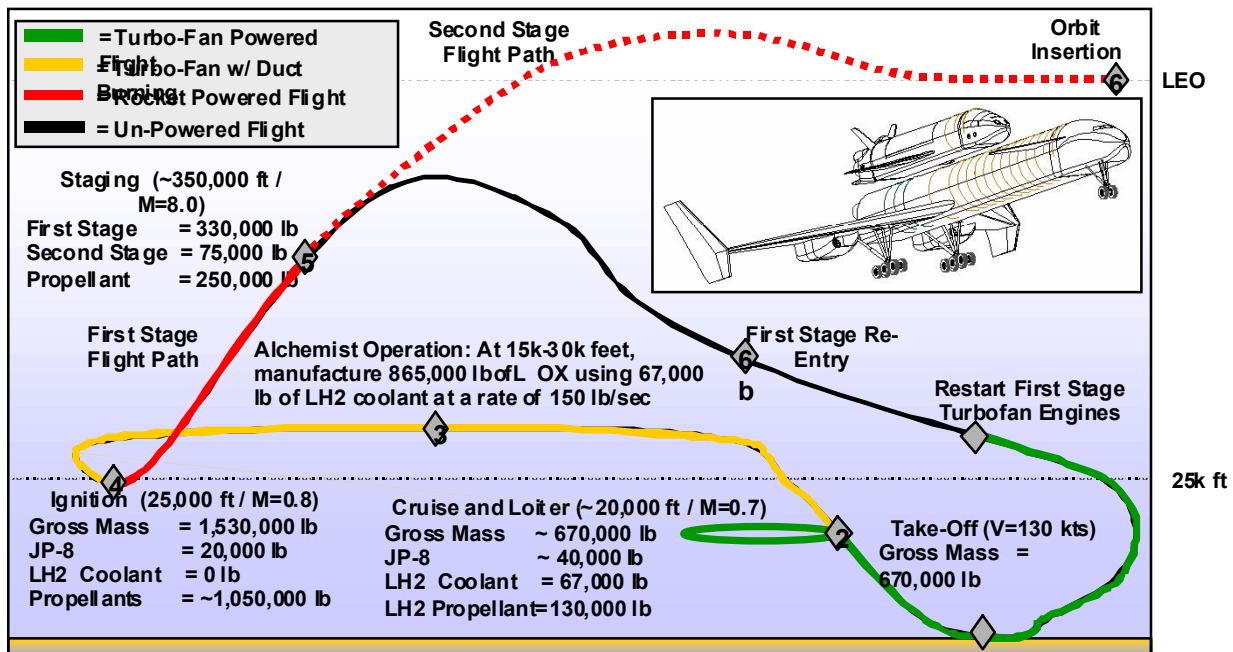 = Turbo-Fan Powered
Flight
= Turbo-Fan w/ Duct
Burning
= Rocket Powered Flight
= Un-Powered Flight
Second Stage
Flight Path
Orbit
Insertion
6
LEO
Staging (~350,000 ft /
M=8.0)
First Stage = 330,000 lb
Second Stage = 75,000 lb
Propellant = 250,000 lb
5
First Stage
Flight Path
Alchemist Operation: At 15k-30k feet,
manufacture 865,000 lb of L OX using 67,000
lb of LH2 coolant at a rate of 150 lb/sec
6
b
First Stage Re-
Entry
Restart First Stage
Turbofan Engines
3
4
25k ft
Ignition (25,000 ft / M=0.8)
Gross Mass = 1,530,000 lb
JP-8 = 20,000 lb
LH2 Coolant = 0 lb
Propellants = ~1,050,000 lb
Cruise and Loiter (~20,000 ft / M=0.7)
Gross Mass ~ 670,000 lb
JP-8 ~ 40,000 lb
LH2 Coolant = 67,000 lb
LH2 Propellant=130,000 lb
2
Take-Off (V=130 kts)
Gross Mass =
670,000 lb